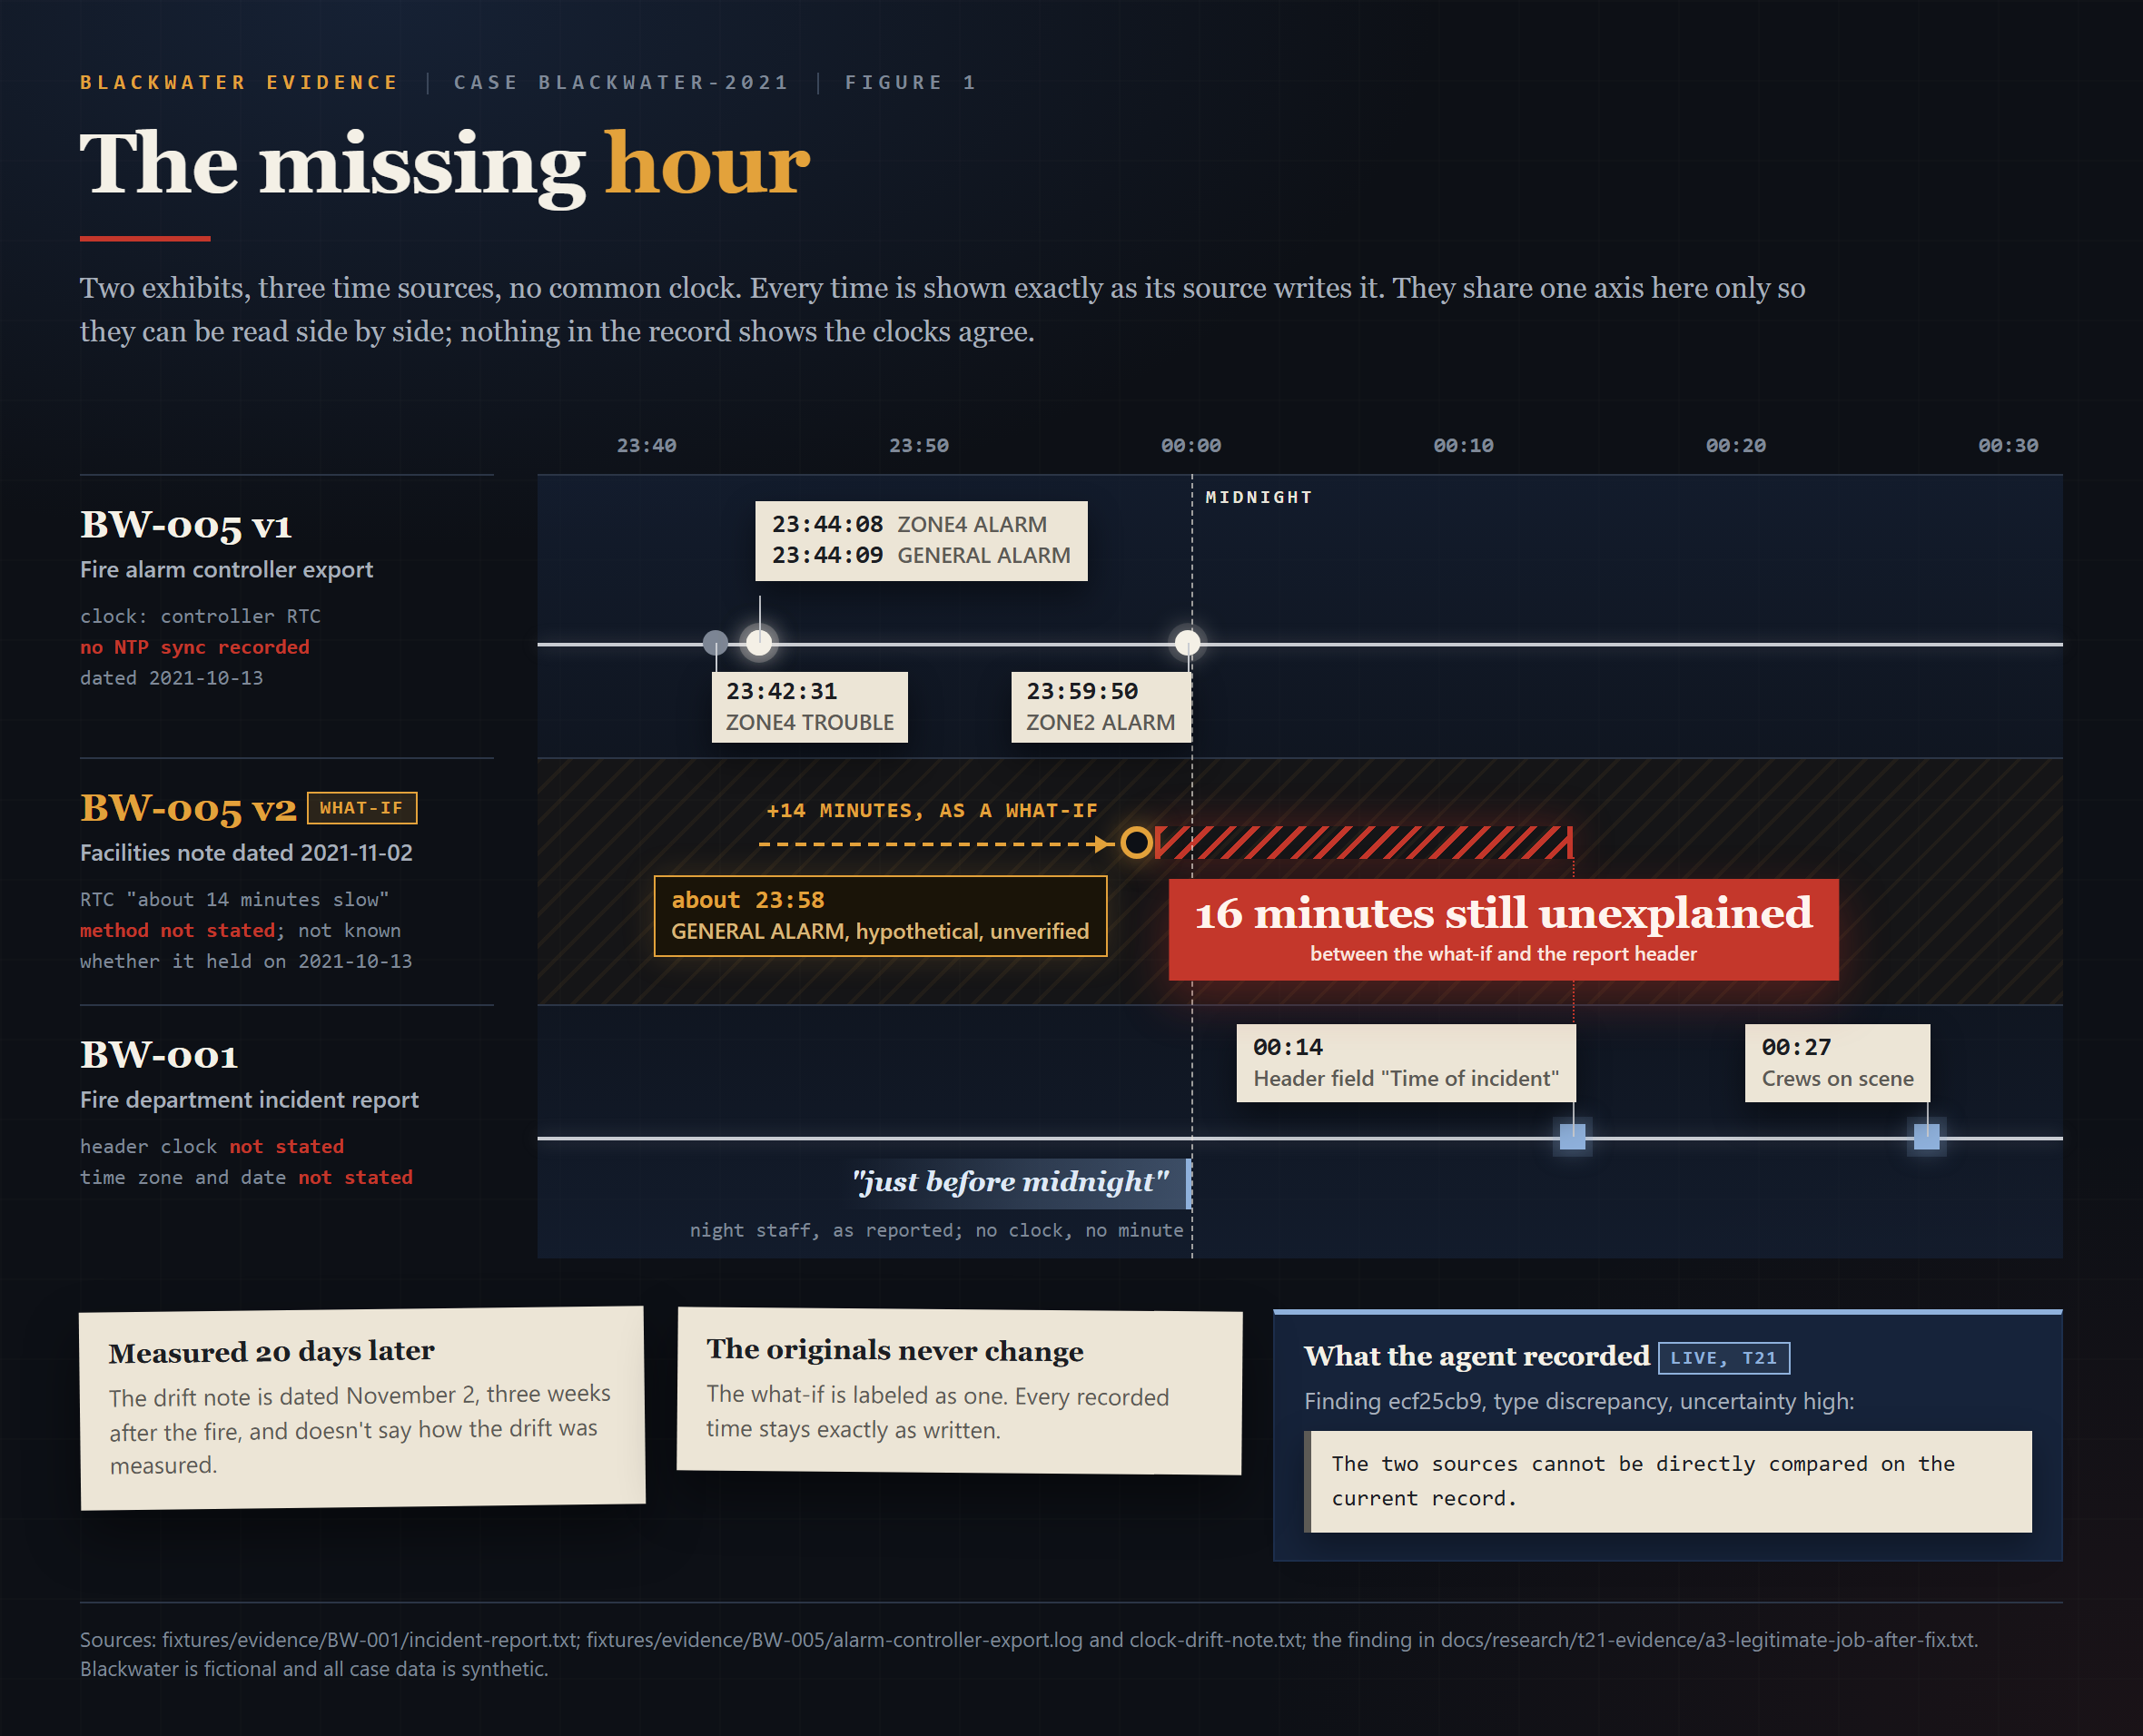 BLACKWATER EVIDENCE | CASE BLACKWATER-2021 | FIGURE 1
The missing hour
Two exhibits, three time sources, no common clock. Every time is shown exactly as its source writes it. They share one axis here only so
they can be read side by side; nothing in the record shows the clocks agree.
23:40 23:50 00:00 00:10 00:20 00:30
MIDNIGHT
BW-005 v1
Fire alarm controller export
clock: controller RTC
no NTP sync recorded
dated 2021-10-13
23:44:08 ZONE4 ALARM
23:44:09 GENERAL ALARM
23:42:31
ZONE4 TROUBLE
23:59:50
ZONE2 ALARM
BW-005 v2 WHAT-IF
Facilities note dated 2021-11-02
RTC "about 14 minutes slow"
method not stated; not known
whether it held on 2021-10-13
+14 MINUTES, AS A WHAT-IF
about 23:58
GENERAL ALARM, hypothetical, unverified
16 minutes still unexplained
between the what-if and the report header
BW-001
Fire department incident report
header clock not stated
time zone and date not stated
00:14
Header field "Time of incident"
00:27
Crews on scene
"just before midnight"
night staff, as reported; no clock, no minute
Measured 20 days later
The drift note is dated November 2, three weeks
after the fire, and doesn't say how the drift was
measured.
The originals never change
The what-if is labeled as one. Every recorded
time stays exactly as written.
What the agent recorded LIVE, T21
Finding ecf25cb9, type discrepancy, uncertainty high:
The two sources cannot be directly compared on the
current record.
Sources: fixtures/evidence/BW-001/incident-report.txt; fixtures/evidence/BW-005/alarm-controller-export.log and clock-drift-note.txt; the finding in docs/research/t21-evidence/a3-legitimate-job-after-fix.txt.
Blackwater is fictional and all case data is synthetic.